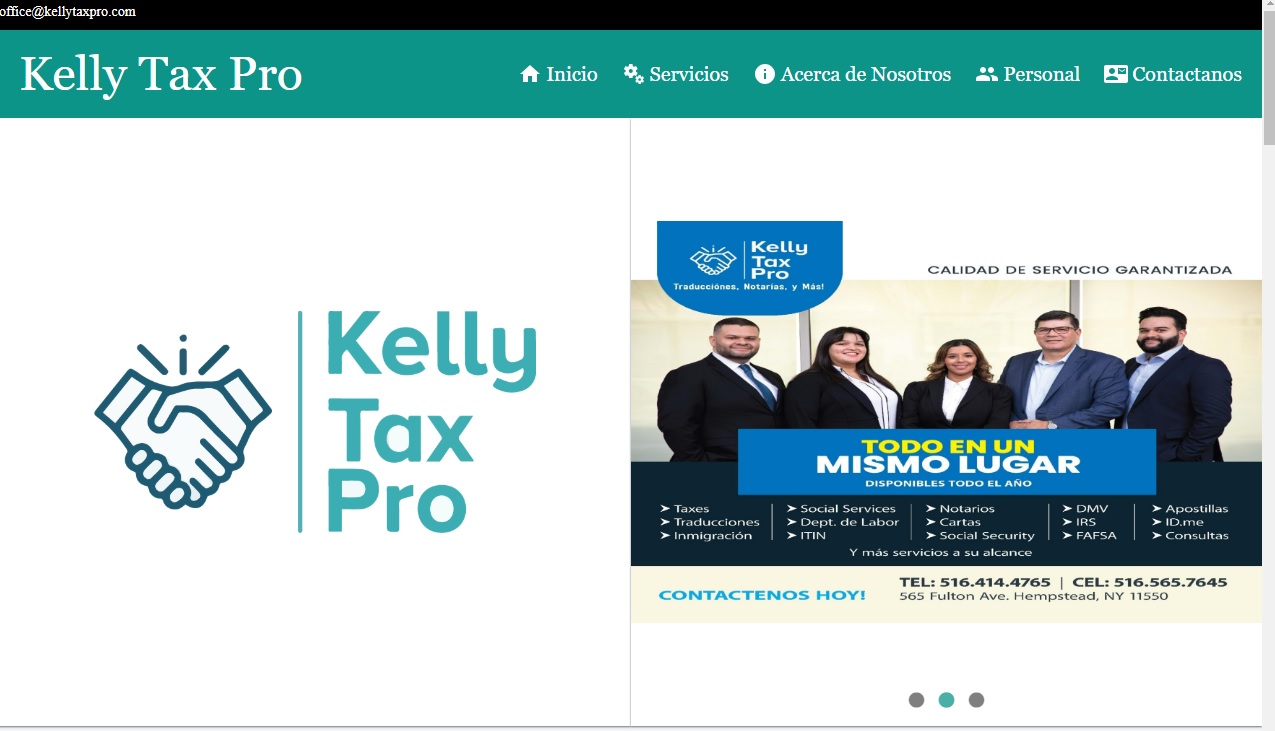 office@kellytaxpro.com
Kelly Tax Pro
Inicio
Servicios
Acerca de Nosotros
Personal
Contactanos
Kelly
Tax
Pro
Kelly
Tax
Pro
Traducciónes, Notarías, y Más!
CALIDAD DE SERVICIO GARANTIZADA
TODO EN UN
MISMO LUGAR
DISPONIBLES TODO EL AÑO
Taxes
Traducciones
Inmigración
Social Services
Dept. de Labor
ITIN
Notarios
Cartas
Social Security
DMV
IRS
FAFSA
Apostillas
ID.me
Consultas
Y más servicios a su alcance
CONTACTENOS HOY!
TEL: 516.414.4765 | CEL: 516.565.7645
565 Fulton Ave. Hempstead, NY 11550